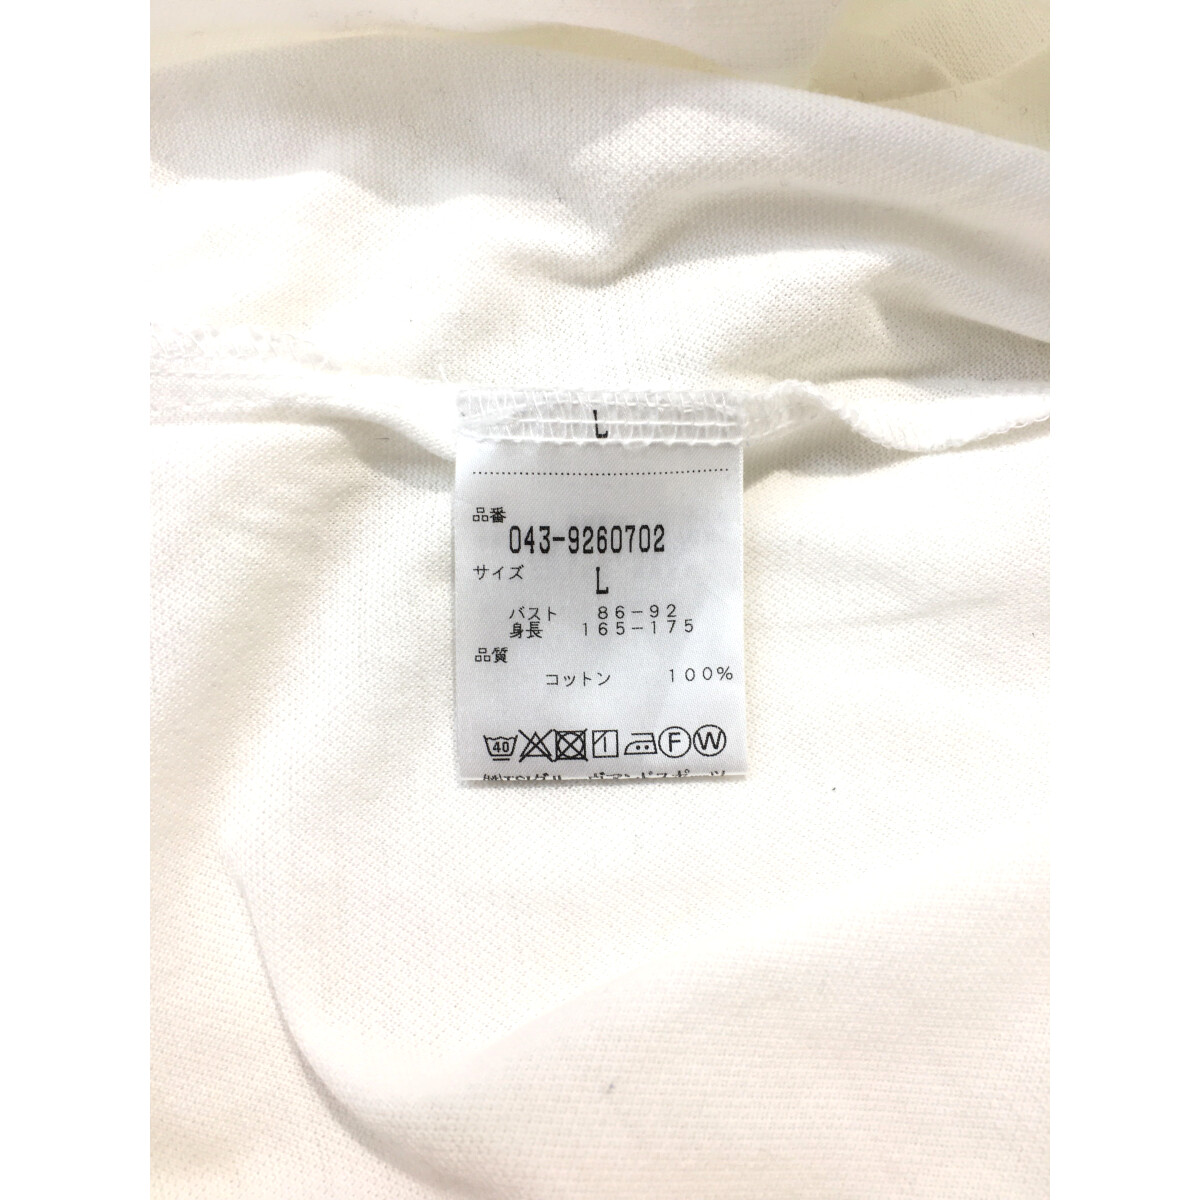 L
品番
043-9260702
サイズ L
バスト 86-92
身長 165-175
品質
コットン 100%
40 F W